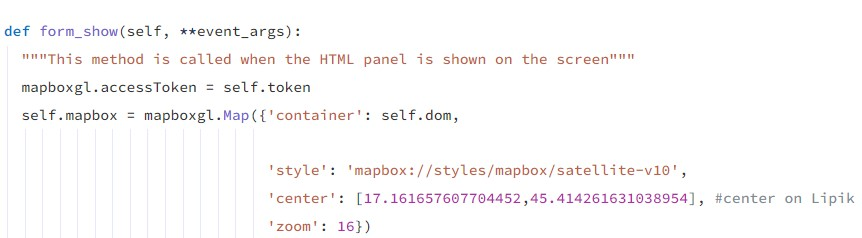 def form_show(self, **event_args):
"""This method is called when the HTML panel is shown on the screen"""
mapboxgl.accessToken = self.token
self.mapbox = mapboxgl.Map({'container': self.dom,
'style': 'mapbox://styles/mapbox/satellite-v10',
'center': [17.161657607704452,45.414261631038954], #center on Lipik
'zoom': 16})